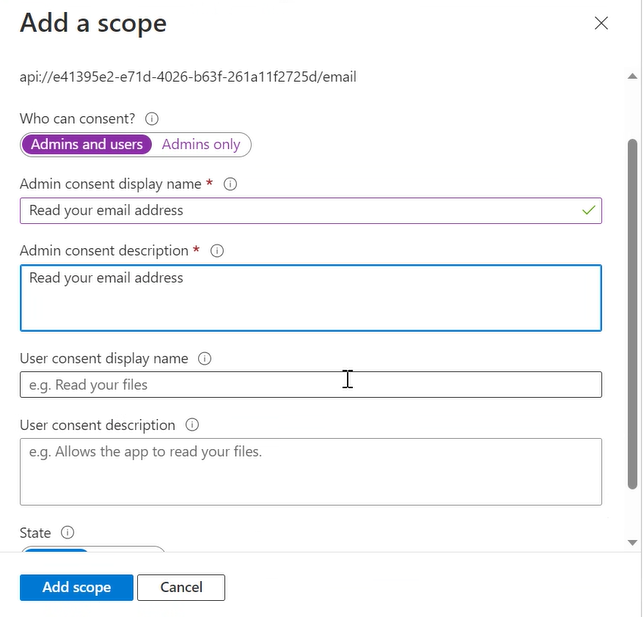 Add a scope
api://e41395e2-e71d-4026-b63f-261a11f2725d/email
Who can consent?
Admins and users Admins only
Admin consent display name *
Read your email address
Admin consent description *
Read your email address
User consent display name
e.g. Read your files
User consent description
e.g. Allows the app to read your files.
State
Add scope Cancel